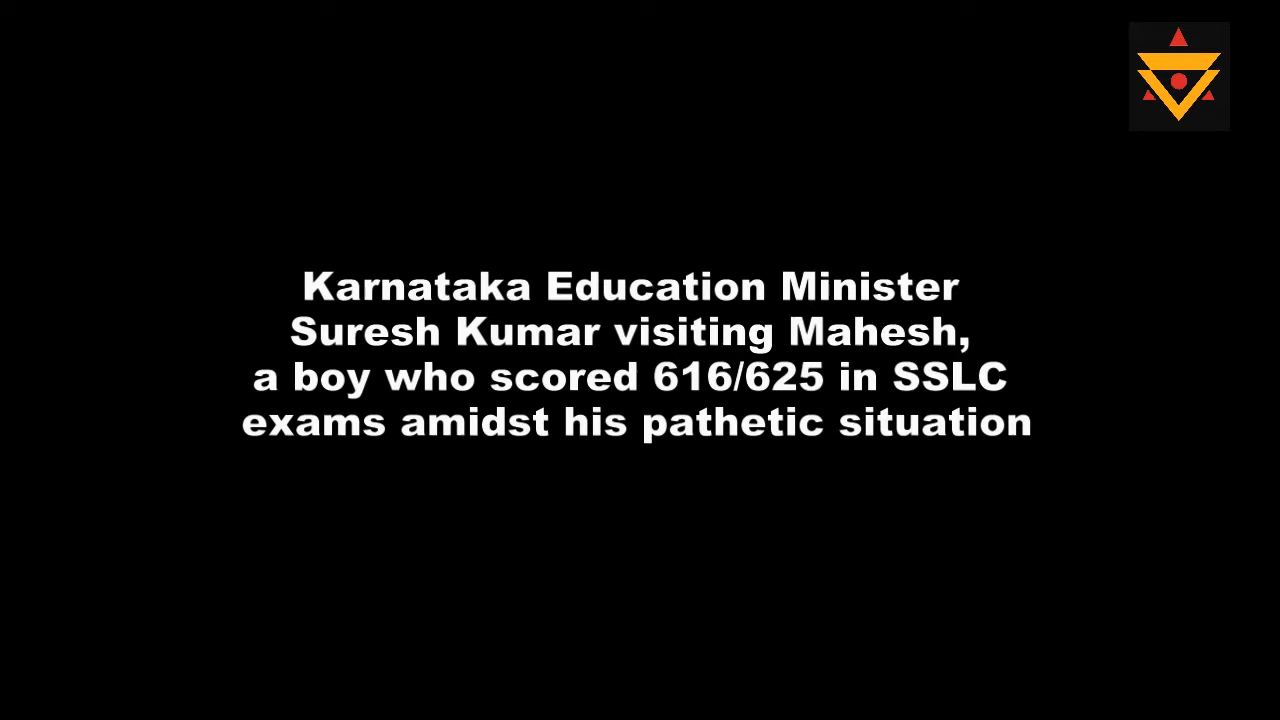 Karnataka Education Minister
Suresh Kumar visiting Mahesh,
a boy who scored 616/625 in SSLC
exams amidst his pathetic situation